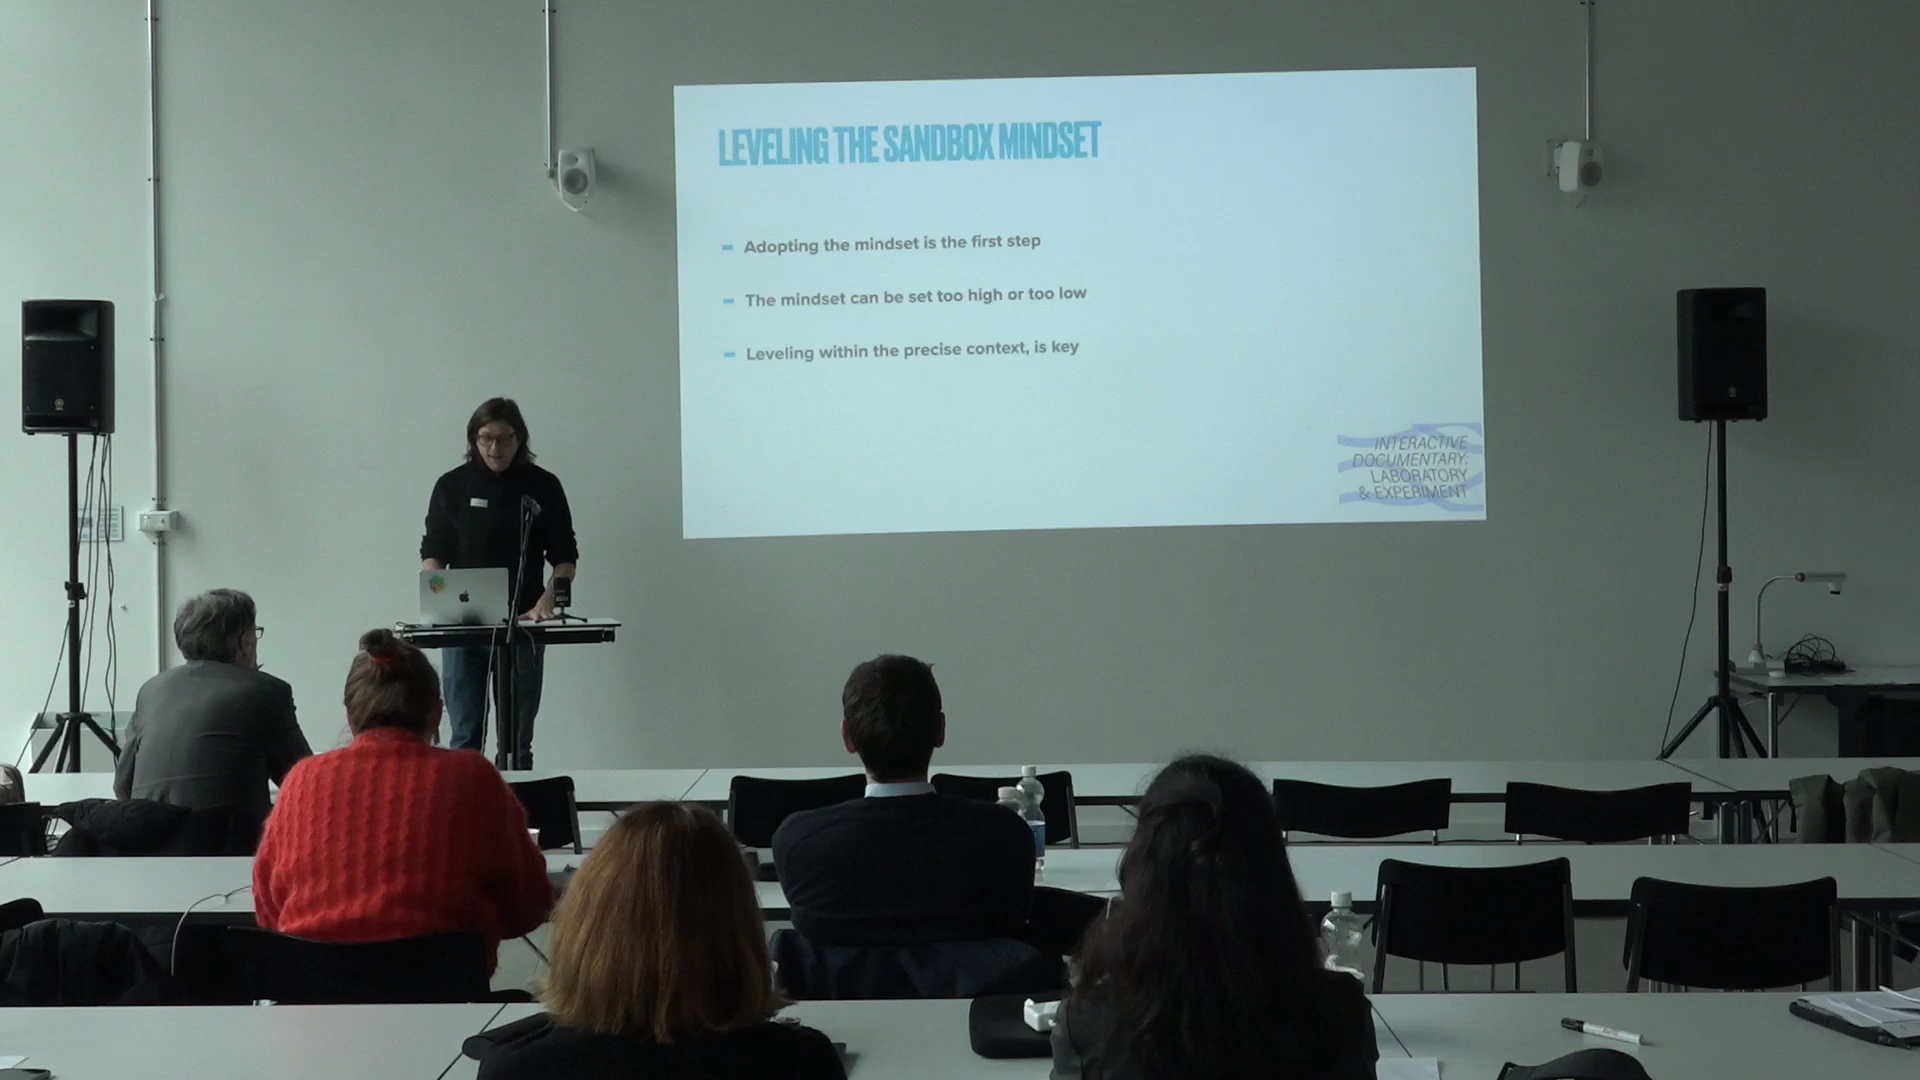 LEVELING THE SANDBOX MINDSET
- Adopting the mindset is the first step
- The mindset can be set too high or too low
- Leveling within the precise context, is key
INTERACTIVE
DOCUMENTARY:
LABORATORY
& EXPERIMENT